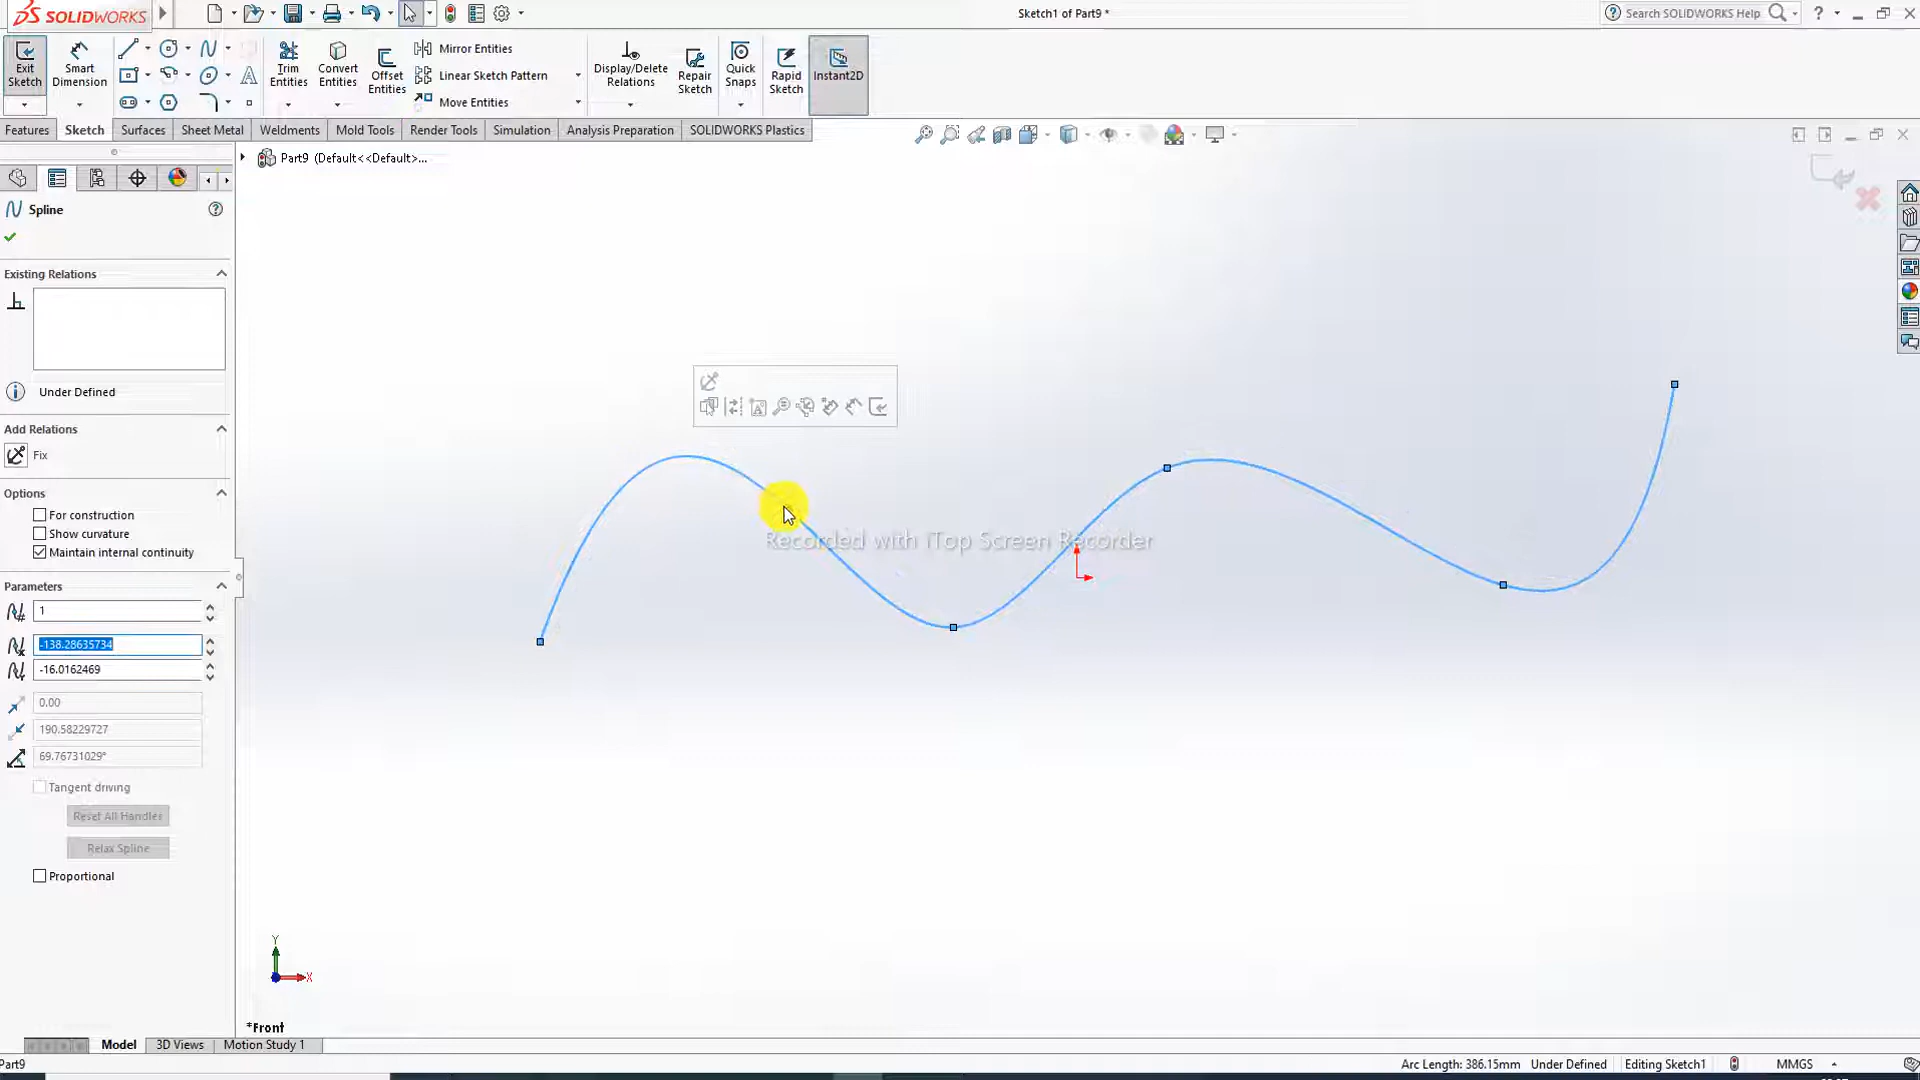 SOLIDWORKS
Sketch1 of Part9 *
Search SOLIDWORKS Help
?
Exit Sketch
Smart Dimension
Trim Entities
Convert Entities
Offset Entities
Mirror Entities
Linear Sketch Pattern
Move Entities
Display/Delete Relations
Repair Sketch
Quick Snaps
Rapid Sketch
Instant2D
Features
Sketch
Surfaces
Sheet Metal
Weldments
Mold Tools
Render Tools
Simulation
Analysis Preparation
SOLIDWORKS Plastics
Part9 (Default<<Default>...
Spline
Existing Relations
Under Defined
Add Relations
Fix
Options
For construction
Show curvature
Maintain internal continuity
Parameters
1
-138.28635734
-16.0162469
0.00
190.58229727
69.76731029°
Tangent driving
Reset All Handles
Relax Spline
Proportional
Recorded with iTop Screen Recorder
Y
X
*Front
Model
3D Views
Motion Study 1
Part9
Arc Length: 386.15mm
Under Defined
Editing Sketch1
MMGS